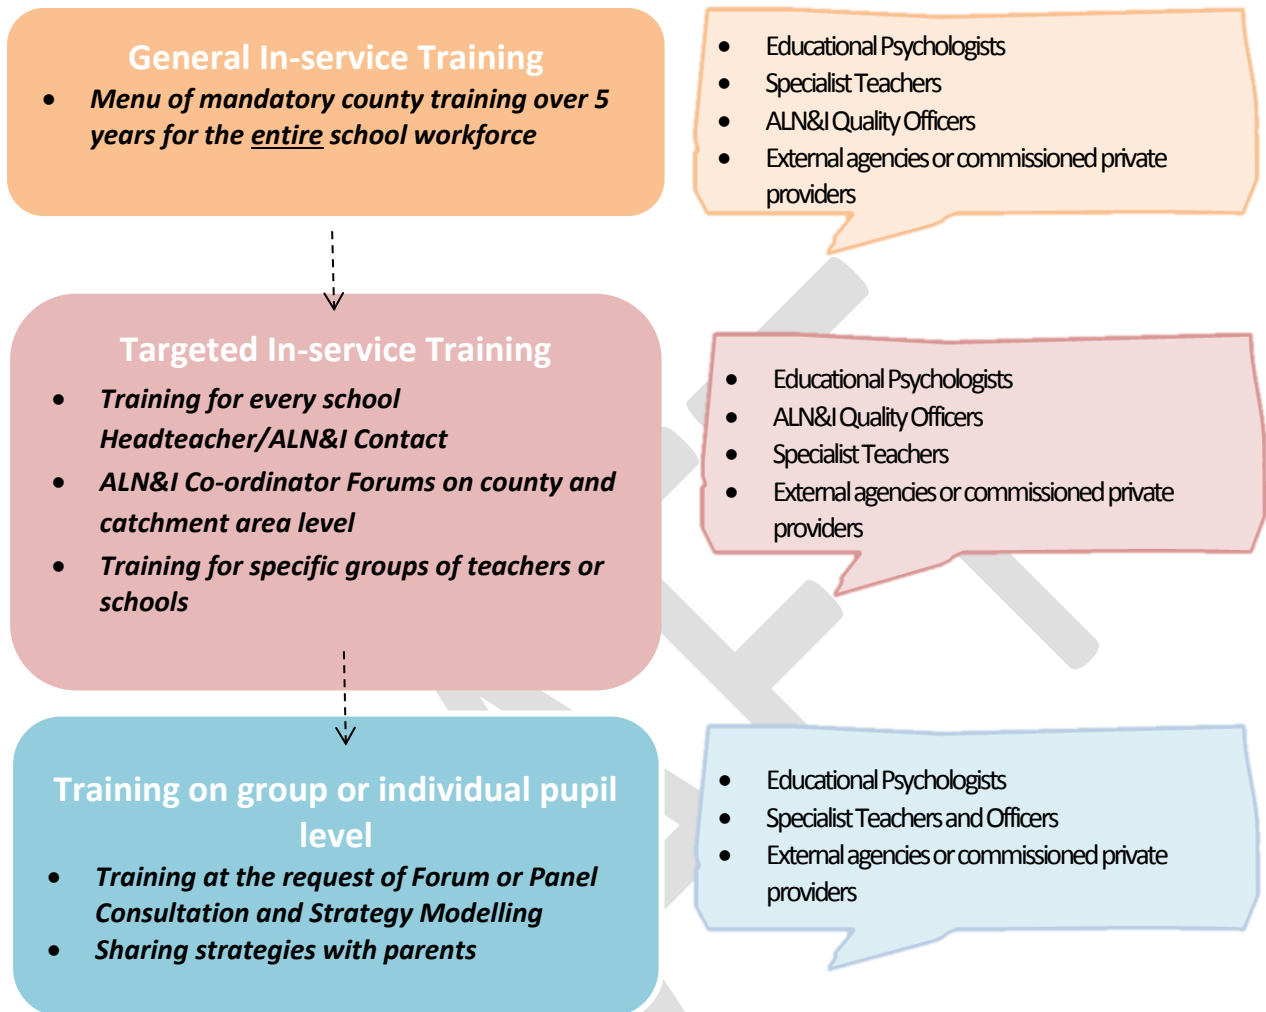 General In-service Training
• Menu of mandatory county training over 5
years for the entire school workforce
• Educational Psychologists
• Specialist Teachers
• ALN&I Quality Officers
• External agencies or commissioned private
providers
Targeted In-service Training
• Training for every school
Headteacher/ALN&I Contact
• ALN&I Co-ordinator Forums on county and
catchment area level
• Training for specific groups of teachers or
schools
• Educational Psychologists
• ALN&I Quality Officers
• Specialist Teachers
• External agencies or commissioned private
providers
Training on group or individual pupil
level
• Training at the request of Forum or Panel
Consultation and Strategy Modelling
• Sharing strategies with parents
• Educational Psychologists
• Specialist Teachers and Officers
• External agencies or commissioned private
providers